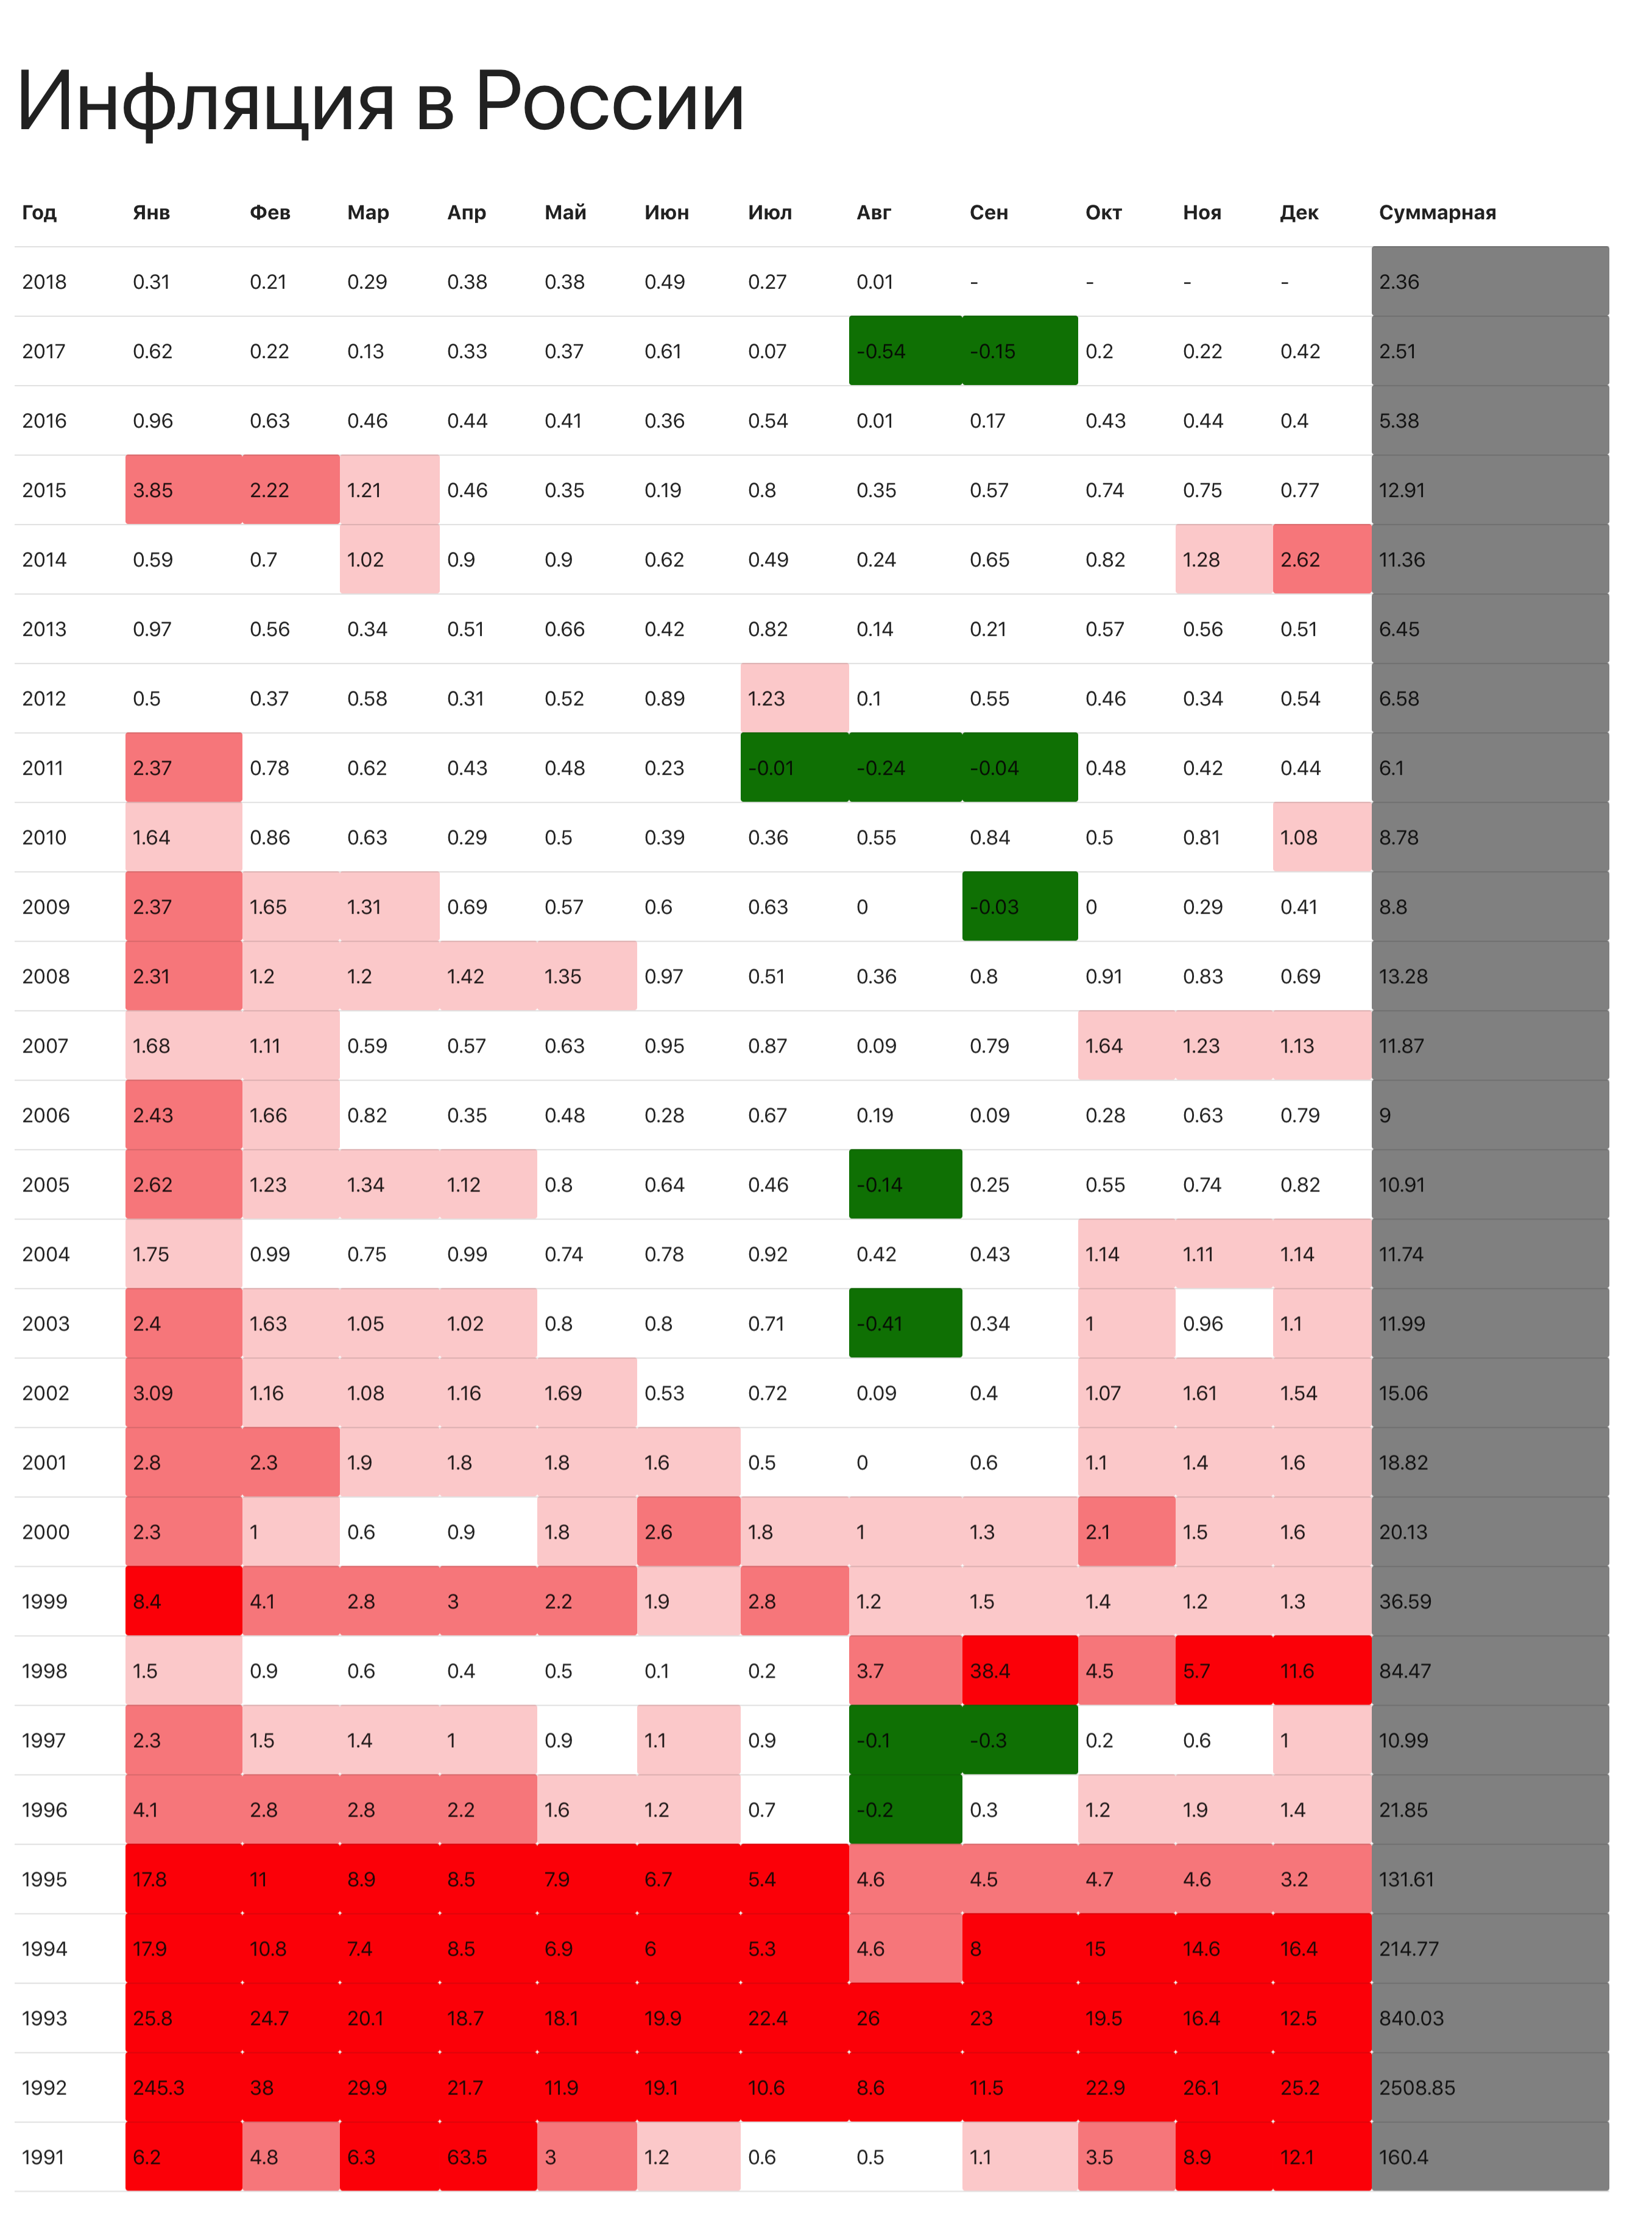 Инфляция в России
Год Янв Фев Мар Апр Май Июн Июл Авг Сен Окт Ноя Дек Суммарная
2018 0.31 0.21 0.29 0.38 0.38 0.49 0.27 0.01 - - - - 2.36
2017 0.62 0.22 0.13 0.33 0.37 0.61 0.07 -0.54 -0.15 0.2 0.22 0.42 2.51
2016 0.96 0.63 0.46 0.44 0.41 0.36 0.54 0.01 0.17 0.43 0.44 0.4 5.38
2015 3.85 2.22 1.21 0.46 0.35 0.19 0.8 0.35 0.57 0.74 0.75 0.77 12.91
2014 0.59 0.7 1.02 0.9 0.9 0.62 0.49 0.24 0.65 0.82 1.28 2.62 11.36
2013 0.97 0.56 0.34 0.51 0.66 0.42 0.82 0.14 0.21 0.57 0.56 0.51 6.45
2012 0.5 0.37 0.58 0.31 0.52 0.89 1.23 0.1 0.55 0.46 0.34 0.54 6.58
2011 2.37 0.78 0.62 0.43 0.48 0.23 -0.01 -0.24 -0.04 0.48 0.42 0.44 6.1
2010 1.64 0.86 0.63 0.29 0.5 0.39 0.36 0.55 0.84 0.5 0.81 1.08 8.78
2009 2.37 1.65 1.31 0.69 0.57 0.6 0.63 0 -0.03 0 0.29 0.41 8.8
2008 2.31 1.2 1.2 1.42 1.35 0.97 0.51 0.36 0.8 0.91 0.83 0.69 13.28
2007 1.68 1.11 0.59 0.57 0.63 0.95 0.87 0.09 0.79 1.64 1.23 1.13 11.87
2006 2.43 1.66 0.82 0.35 0.48 0.28 0.67 0.19 0.09 0.28 0.63 0.79 9
2005 2.62 1.23 1.34 1.12 0.8 0.64 0.46 -0.14 0.25 0.55 0.74 0.82 10.91
2004 1.75 0.99 0.75 0.99 0.74 0.78 0.92 0.42 0.43 1.14 1.11 1.14 11.74
2003 2.4 1.63 1.05 1.02 0.8 0.8 0.71 -0.41 0.34 1 0.96 1.1 11.99
2002 3.09 1.16 1.08 1.16 1.69 0.53 0.72 0.09 0.4 1.07 1.61 1.54 15.06
2001 2.8 2.3 1.9 1.8 1.8 1.6 0.5 0 0.6 1.1 1.4 1.6 18.82
2000 2.3 1 0.6 0.9 1.8 2.6 1.8 1 1.3 2.1 1.5 1.6 20.13
1999 8.4 4.1 2.8 3 2.2 1.9 2.8 1.2 1.5 1.4 1.2 1.3 36.59
1998 1.5 0.9 0.6 0.4 0.5 0.1 0.2 3.7 38.4 4.5 5.7 11.6 84.47
1997 2.3 1.5 1.4 1 0.9 1.1 0.9 -0.1 -0.3 0.2 0.6 1 10.99
1996 4.1 2.8 2.8 2.2 1.6 1.2 0.7 -0.2 0.3 1.2 1.9 1.4 21.85
1995 17.8 11 8.9 8.5 7.9 6.7 5.4 4.6 4.5 4.7 4.6 3.2 131.61
1994 17.9 10.8 7.4 8.5 6.9 6 5.3 4.6 8 15 14.6 16.4 214.77
1993 25.8 24.7 20.1 18.7 18.1 19.9 22.4 26 23 19.5 16.4 12.5 840.03
1992 245.3 38 29.9 21.7 11.9 19.1 10.6 8.6 11.5 22.9 26.1 25.2 2508.85
1991 6.2 4.8 6.3 63.5 3 1.2 0.6 0.5 1.1 3.5 8.9 12.1 160.4